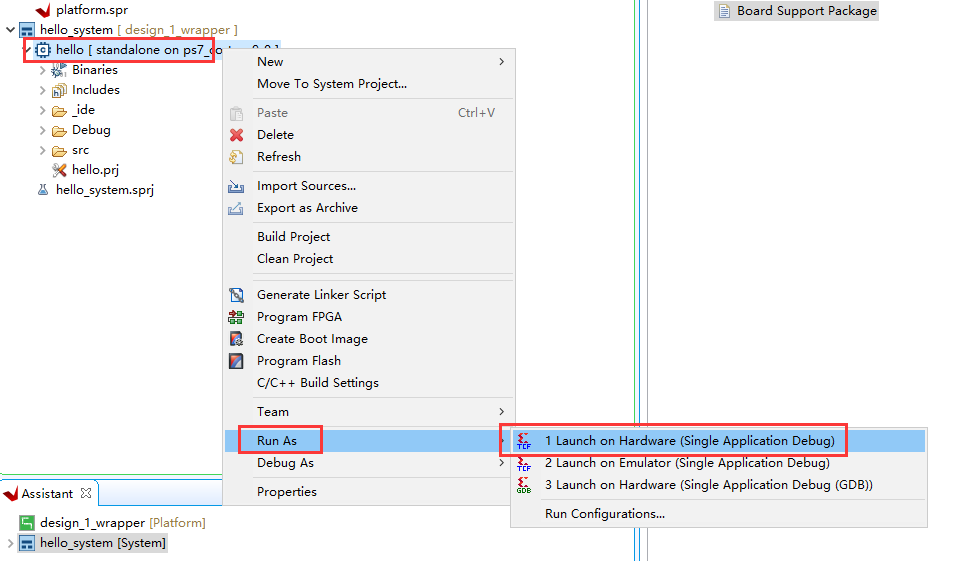 platform.spr
hello_system [ design_1_wrapper ]
hello [ standalone on ps7_co
Binaries
Includes
_ide
Debug
src
hello.prj
hello_system.sprj
New
Move To System Project...
Paste Ctrl+V
Delete
Refresh
Import Sources...
Export as Archive
Build Project
Clean Project
Generate Linker Script
Program FPGA
Create Boot Image
Program Flash
C/C++ Build Settings
Team
Run As
Debug As
Properties
TCF 1 Launch on Hardware (Single Application Debug)
TCF 2 Launch on Emulator (Single Application Debug)
GDB 3 Launch on Hardware (Single Application Debug (GDB))
Run Configurations...
Board Support Package
Assistant
design_1_wrapper [Platform]
hello_system [System]